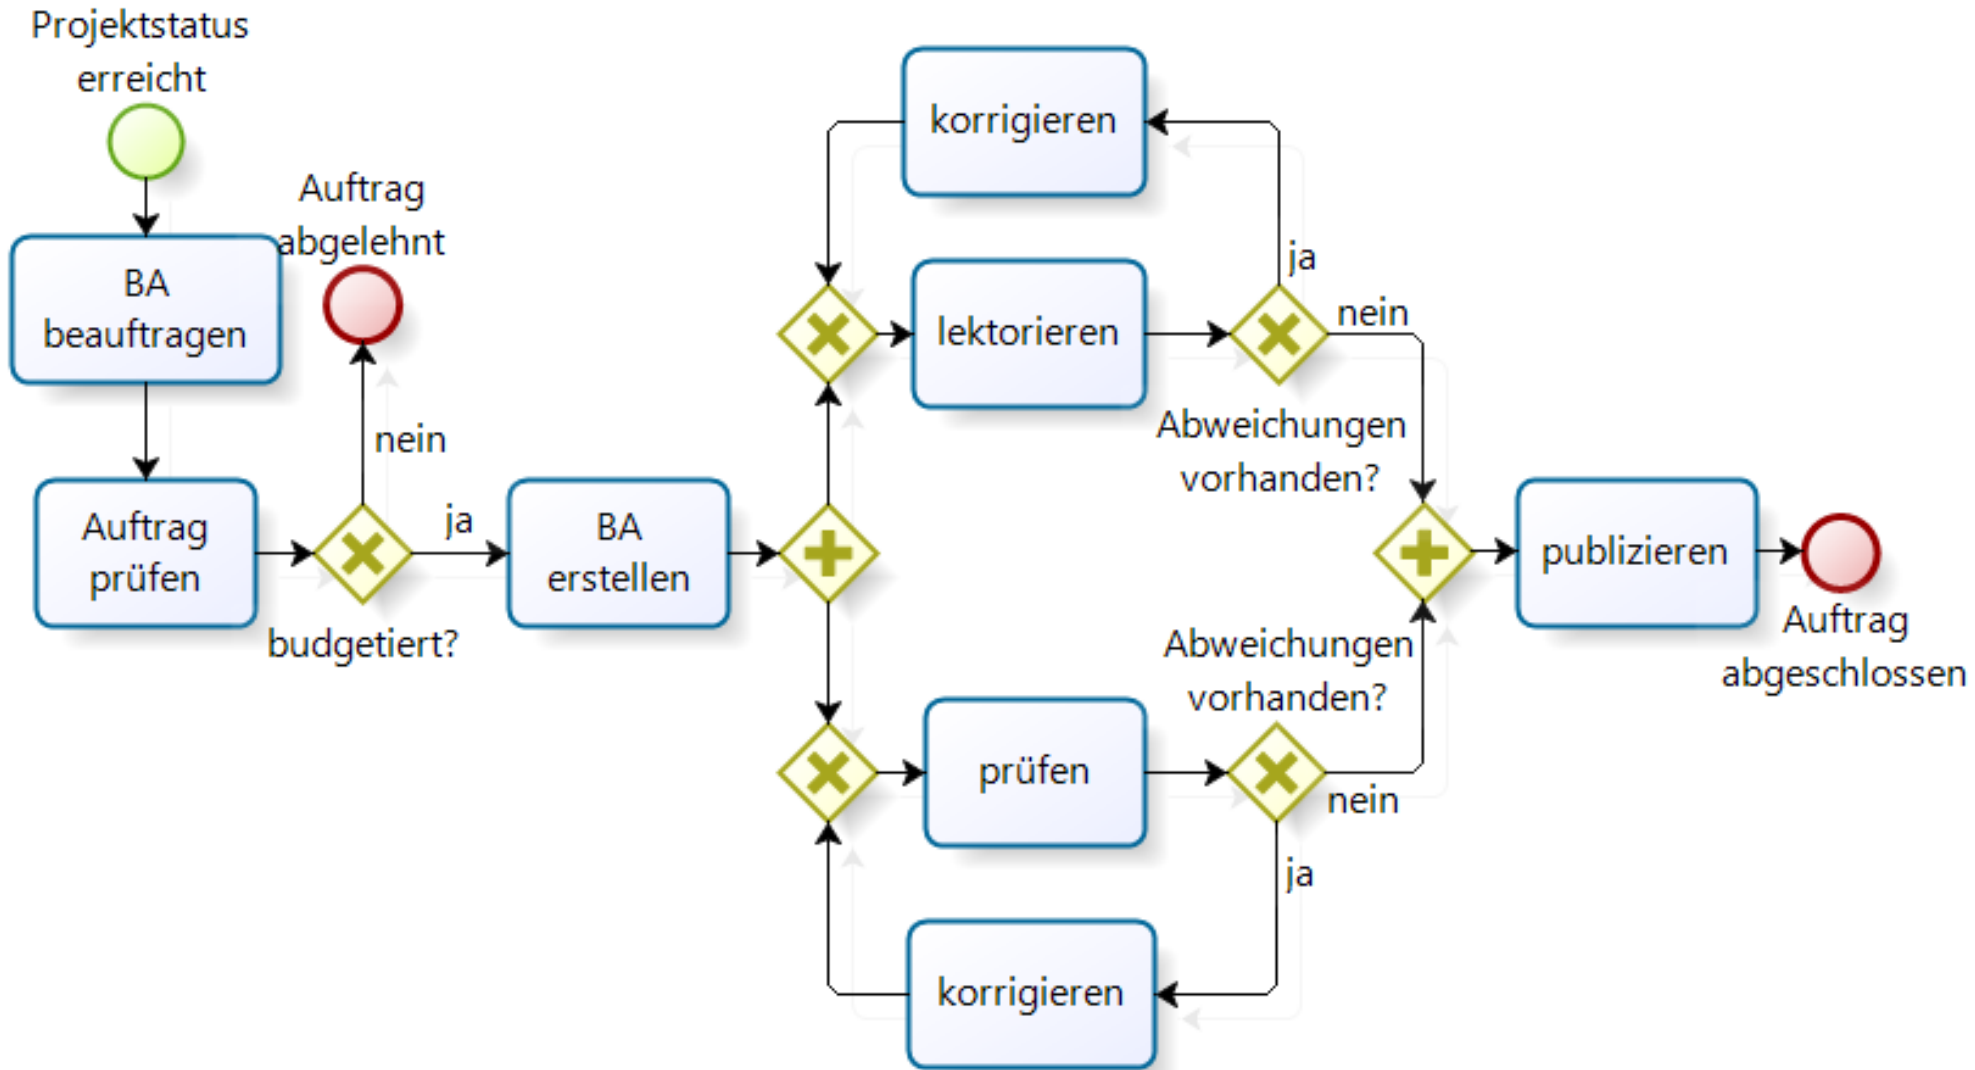 Projektstatus
erreicht
Auftrag
abgelehnt
BA
beauftragen
nein
Auftrag
prüfen
budgetiert?
ja
BA
erstellen
korrigieren
ja
lektorieren
nein
Abweichungen
vorhanden?
publizieren
Auftrag
abgeschlossen
Abweichungen
vorhanden?
prüfen
nein
ja
korrigieren